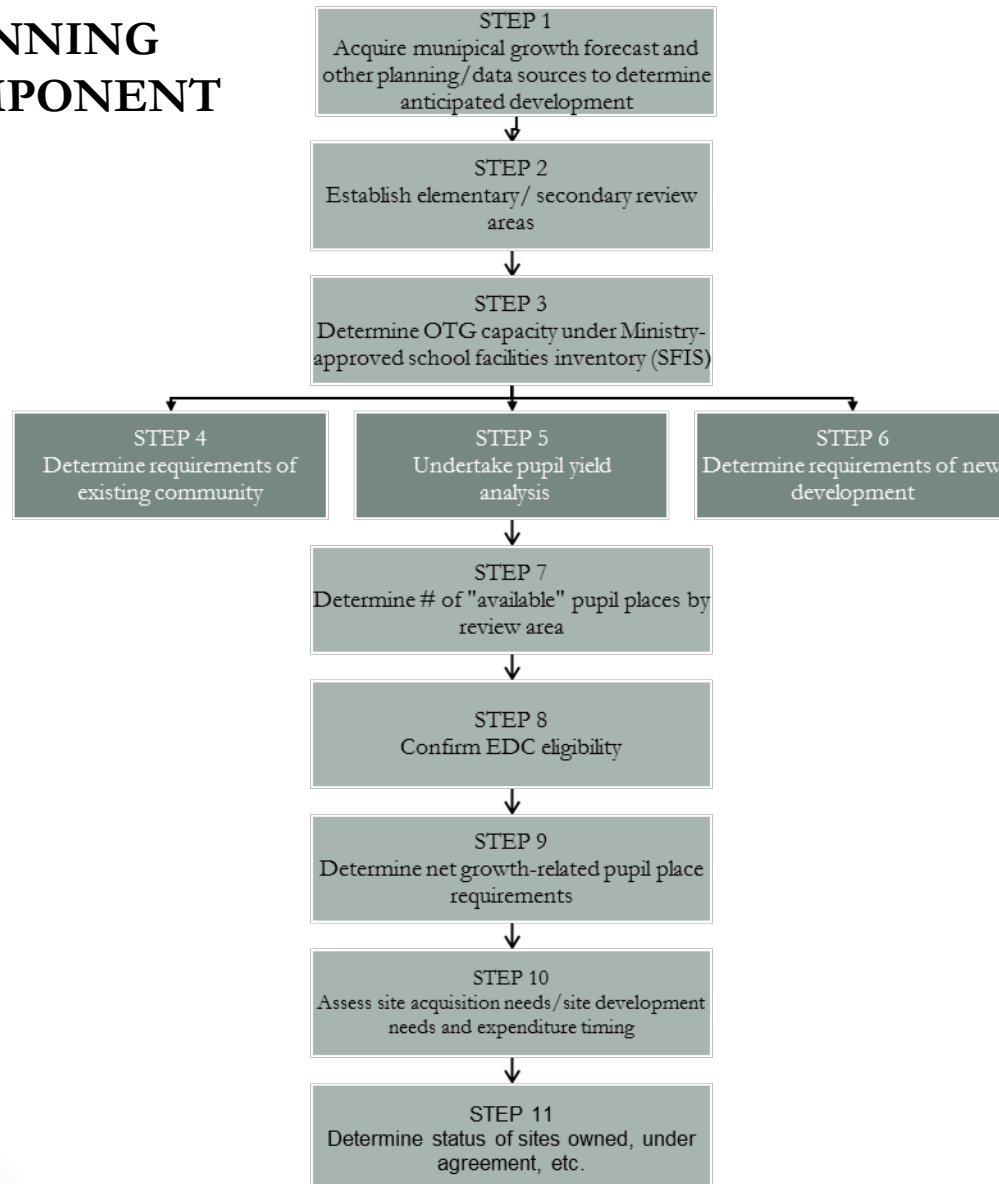 NNING
MPONENT
STEP 1
Acquire munipical growth forecast and
other planning/data sources to determine
anticipated development
STEP 2
Establish elementary/ secondary review
areas
STEP 3
Determine OTG capacity under Ministry-
approved school facilities inventory (SFIS)
STEP 4
Determine requirements of
existing community
STEP 5
Undertake pupil yield
analysis
STEP 6
Determine requirements of new
development
STEP 7
Determine # of "available" pupil places by
review area
STEP 8
Confirm EDC eligibility
STEP 9
Determine net growth-related pupil place
requirements
STEP 10
Assess site acquisition needs/site development
needs and expenditure timing
STEP 11
Determine status of sites owned, under
agreement, etc.